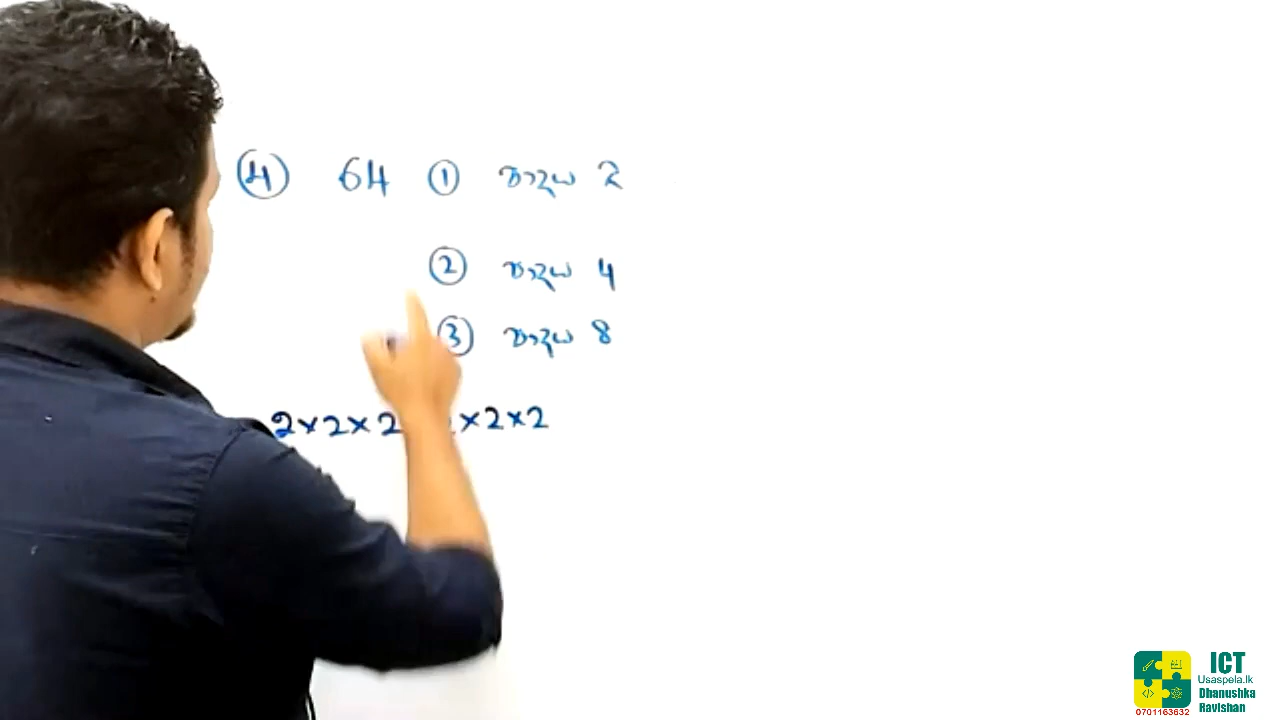 ④ 64 ① පාදය 2
② පාදය 4
③ පාදය 8
2×2×2 ×2×2
ICT
Usaspela.lk
Dhanushka
Ravishan
0701163632